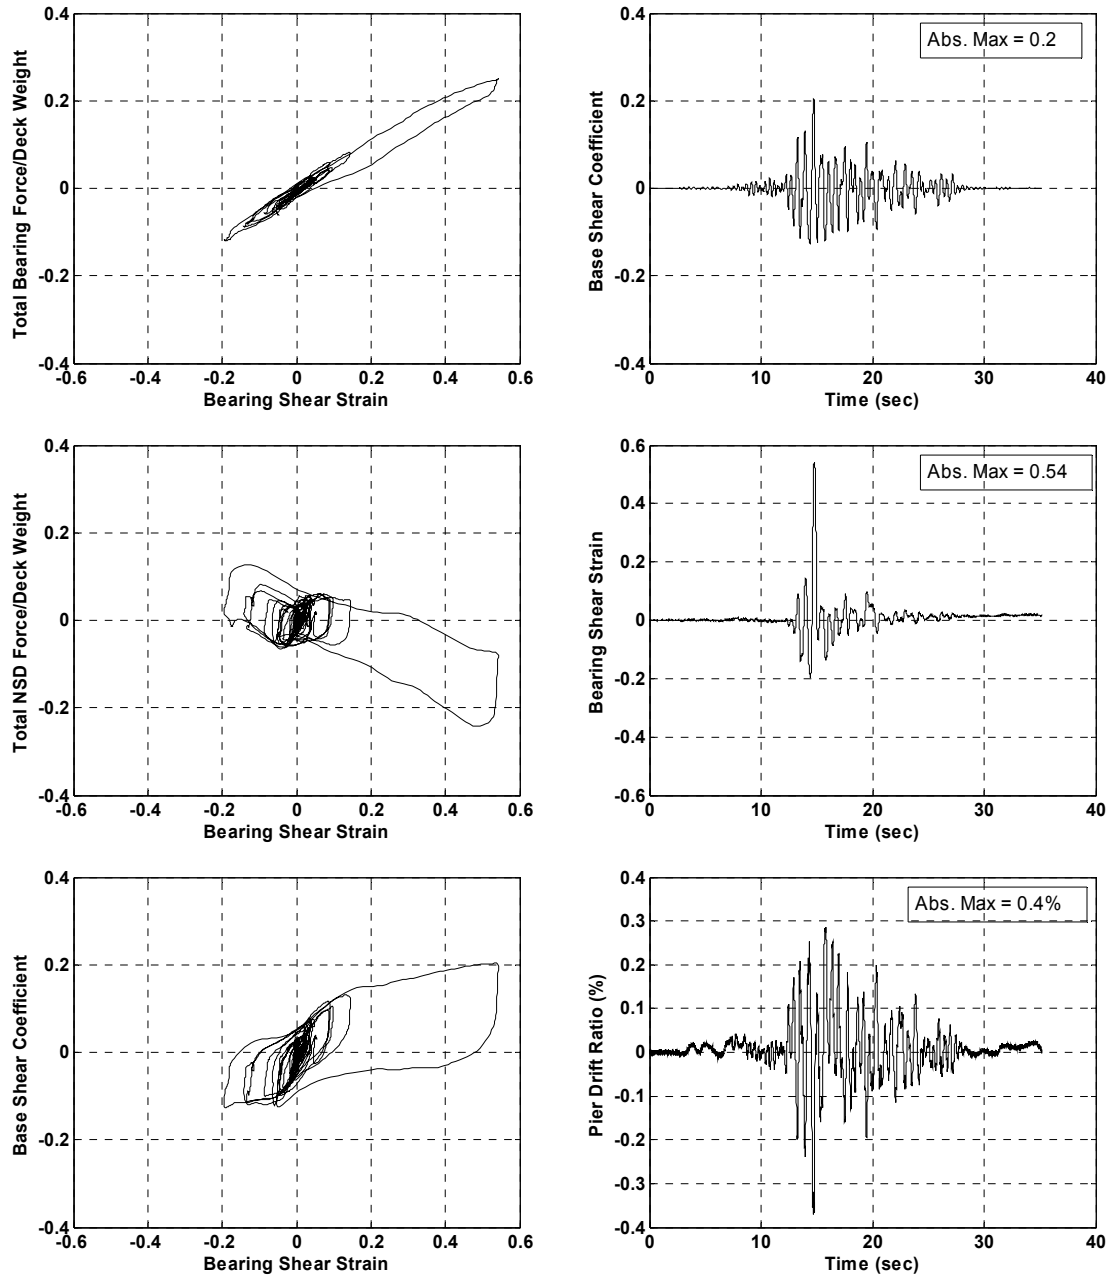 0.4
0.2
0
-0.2
-0.4
-0.6 -0.4 -0.2 0 0.2 0.4 0.6
Total Bearing Force/Deck Weight
Bearing Shear Strain
0.4
0.2
0
-0.2
-0.4
0 10 20 30 40
Base Shear Coefficient
Time (sec)
Abs. Max = 0.2
0.4
0.2
0
-0.2
-0.4
-0.6 -0.4 -0.2 0 0.2 0.4 0.6
Total NSD Force/Deck Weight
Bearing Shear Strain
0.6
0.4
0.2
0
-0.2
-0.4
-0.6
0 10 20 30 40
Bearing Shear Strain
Time (sec)
Abs. Max = 0.54
0.4
0.2
0
-0.2
-0.4
-0.6 -0.4 -0.2 0 0.2 0.4 0.6
Base Shear Coefficient
Bearing Shear Strain
0.4
0.3
0.2
0.1
0
-0.1
-0.2
-0.3
-0.4
0 10 20 30 40
Pier Drift Ratio (%)
Time (sec)
Abs. Max = 0.4%